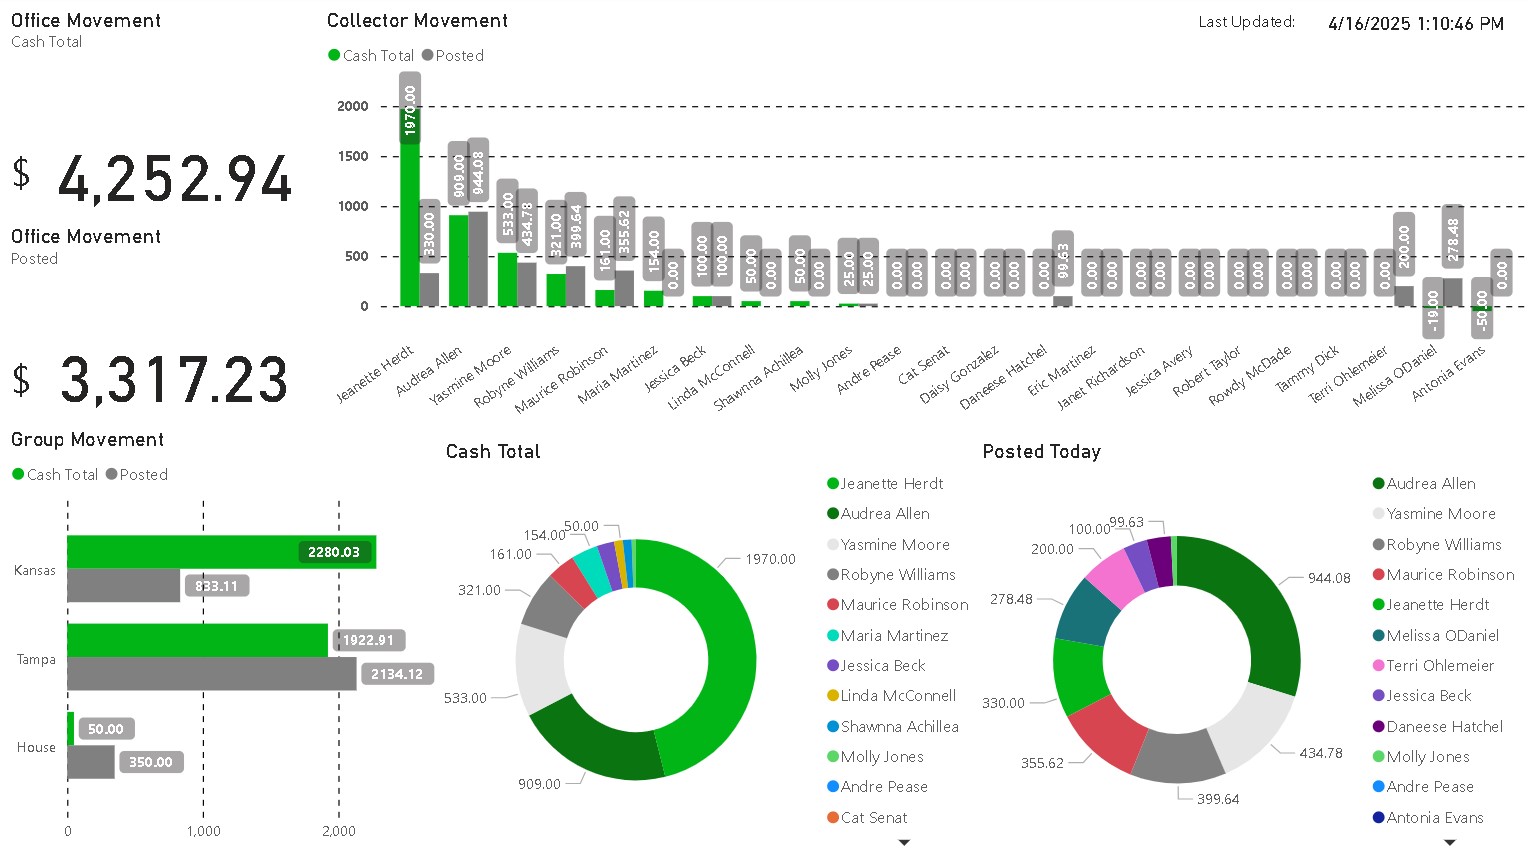 Office Movement
Cash Total
$ 4,252.94
Office Movement
Posted
$ 3,317.23
Collector Movement
Cash Total Posted
Last Updated: 4/16/2025 1:10:46 PM
2000
1500
1000
500
0
1970.00 330.00 909.00 944.08 533.00 434.78 321.00 399.64 161.00 355.62 154.00 0.00 100.00 100.00 50.00 0.00 50.00 0.00 25.00 25.00 0.00 0.00 0.00 0.00 0.00 0.00 0.00 99.63 0.00 0.00 0.00 0.00 0.00 0.00 0.00 0.00 0.00 0.00 0.00 0.00 0.00 200.00 -19.00 278.48 -50.00 0.00
Jeanette Herdt
Audrea Allen
Yasmine Moore
Robyne Williams
Maurice Robinson
Maria Martinez
Jessica Beck
Linda McConnell
Shawnna Achillea
Molly Jones
Andre Pease
Cat Senat
Daisy Gonzalez
Daneese Hatchel
Eric Martinez
Janet Richardson
Jessica Avery
Robert Taylor
Rowdy McDade
Tammy Dick
Terri Ohlemeier
Melissa ODaniel
Antonia Evans
Group Movement
Cash Total Posted
Kansas
2280.03
833.11
Tampa
1922.91
2134.12
House
50.00
350.00
0 1,000 2,000
Cash Total
50.00
154.00
161.00
321.00
533.00
909.00
1970.00
Jeanette Herdt
Audrea Allen
Yasmine Moore
Robyne Williams
Maurice Robinson
Maria Martinez
Jessica Beck
Linda McConnell
Shawnna Achillea
Molly Jones
Andre Pease
Cat Senat
Posted Today
99.63
100.00
200.00
278.48
330.00
355.62
399.64
434.78
944.08
Audrea Allen
Yasmine Moore
Robyne Williams
Maurice Robinson
Jeanette Herdt
Melissa ODaniel
Terri Ohlemeier
Jessica Beck
Daneese Hatchel
Molly Jones
Andre Pease
Antonia Evans